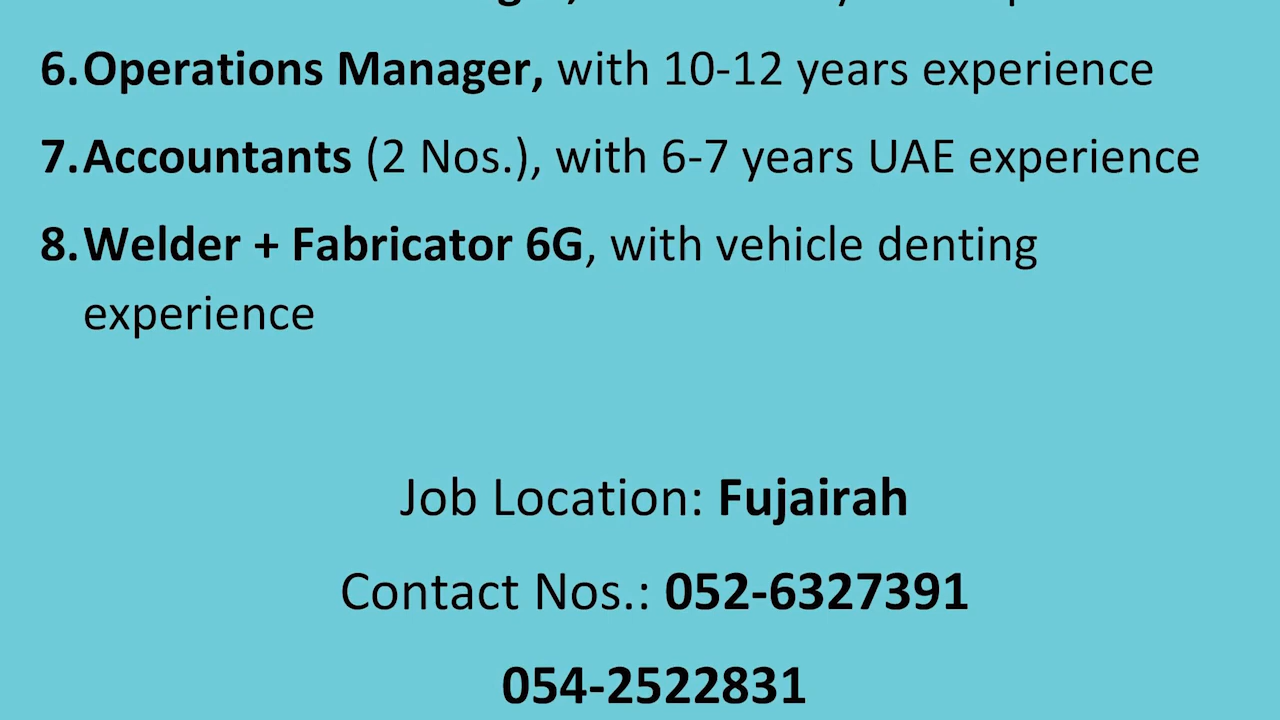 6. Operations Manager, with 10-12 years experience
7. Accountants (2 Nos.), with 6-7 years UAE experience
8. Welder + Fabricator 6G, with vehicle denting
experience
Job Location: Fujairah
Contact Nos.: 052-6327391
054-2522831